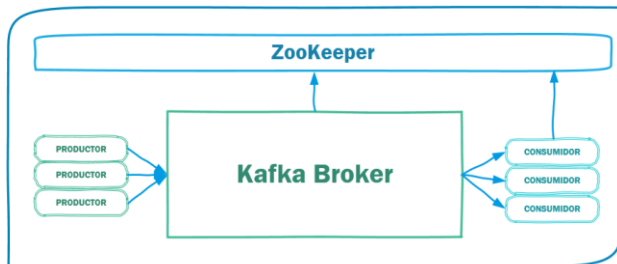 ZooKeeper
PRODUCTOR
PRODUCTOR
PRODUCTOR
Kafka Broker
CONSUMIDOR
CONSUMIDOR
CONSUMIDOR